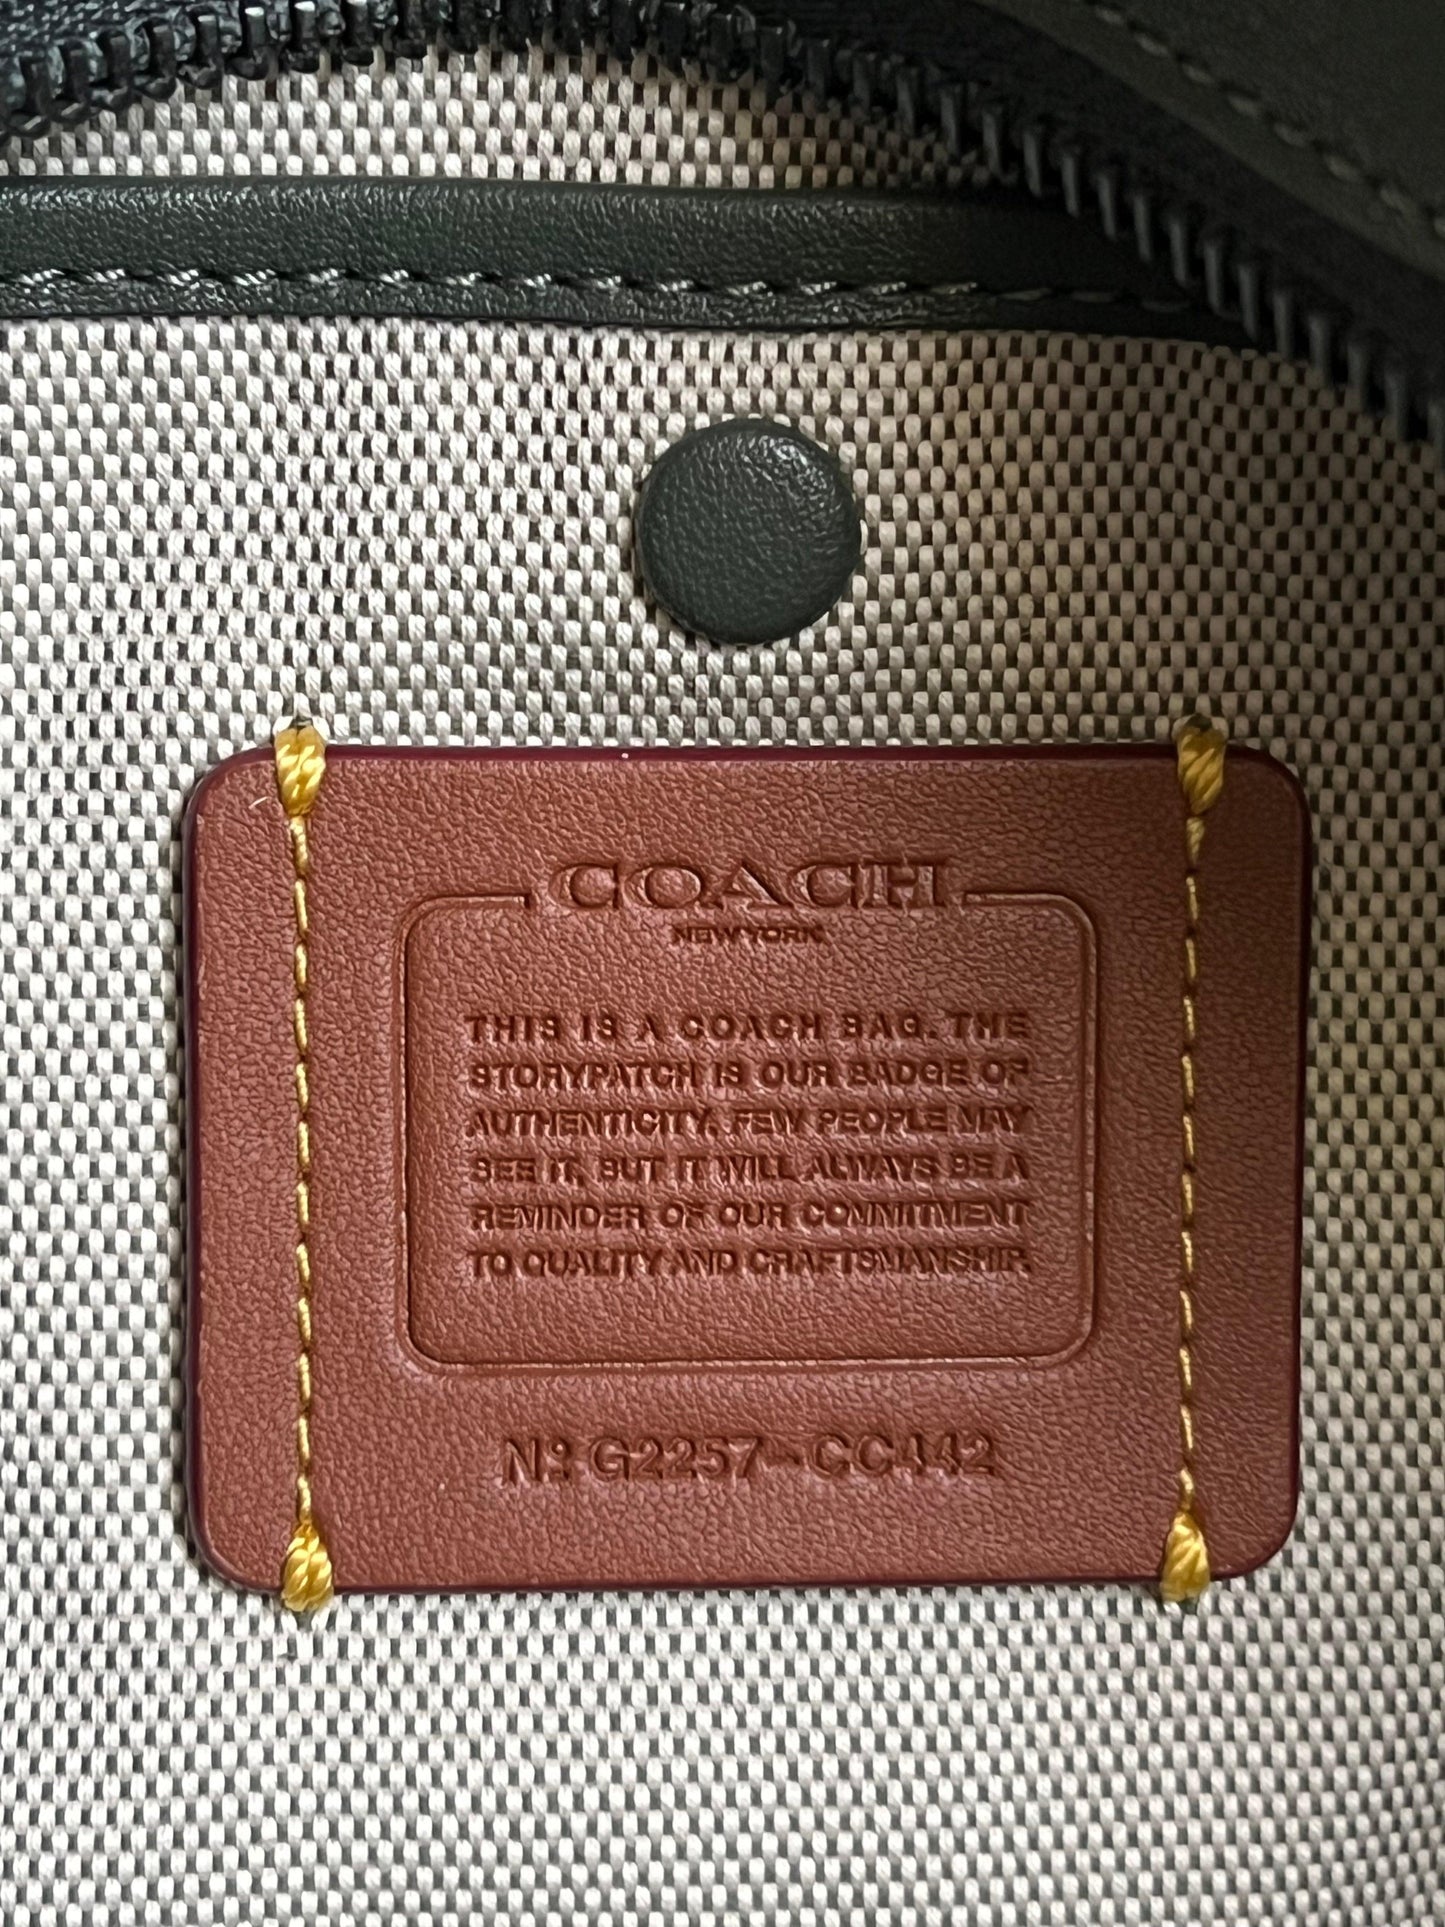 COACH
NEW YORK
THIS IS A COACH BAG. THE
STORYPATCH IS OUR BADGE OF
AUTHENTICITY. FEW PEOPLE MAY
SEE IT, BUT IT WILL ALWAYS BE A
REMINDER OF OUR COMMITMENT
TO QUALITY AND CRAFTSMANSHIP.
Nº G2257-CC442